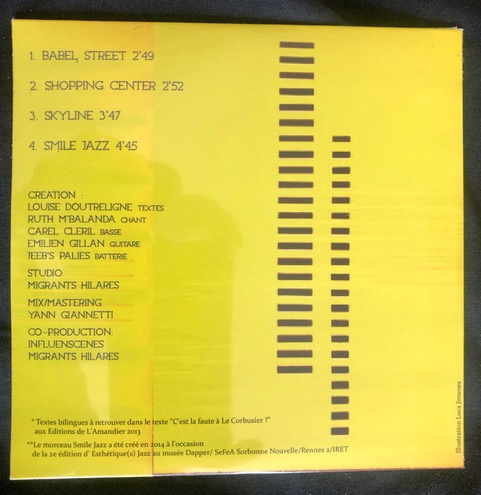 1. BABEL STREET 2'49
2. SHOPPING CENTER 2'52
3. SKYLINE 3'47
4. SMILE JAZZ 4'45
CREATION :
LOUISE DOUTRELIGNE TEXTES
RUTH M'BALANDA CHANT
CAREL CLERIL BASSE
EMILIEN GILLAN GUITARE
JEEB'S PALIES BATTERIE
STUDIO
MIGRANTS HILARES
MIX/MASTERING
YANN GIANNETTI
CO-PRODUCTION:
INFLUENSCENES
MIGRANTS HILARES
* Textes bilingues à retrouver dans le texte "C'est la faute à Le Corbusier ?"
aux Editions de L'Amandier 2013
**Le morceau Smile Jazz a été créé en 2014 à l'occasion
de la 2e édition d' Esthétique(s) Jazz au musée Dapper/ SeFeA Sorbonne Nouvelle/Rennes 2/IRET
Illustration Luca Jimenez